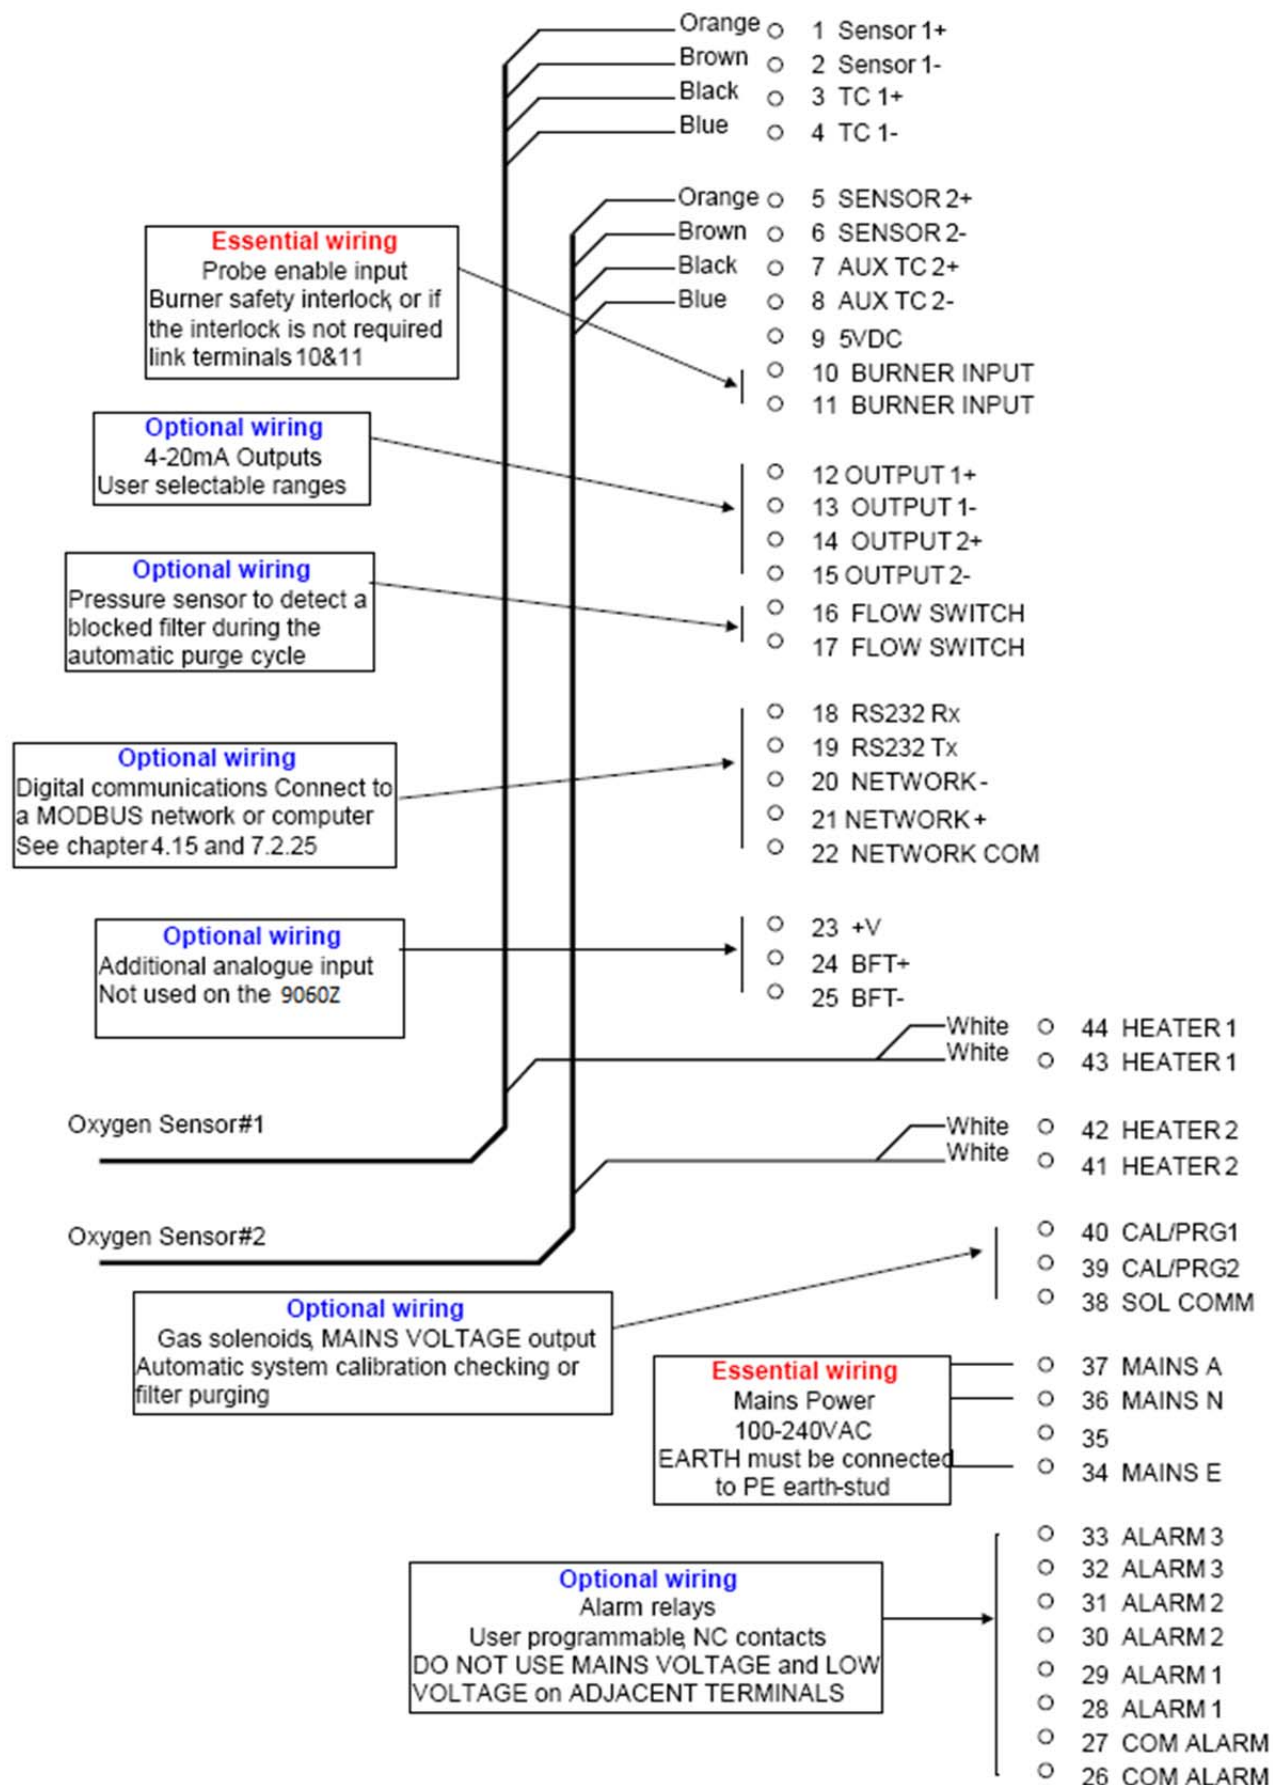 Orange 1 Sensor 1+
Brown 2 Sensor 1-
Black 3 TC 1+
Blue 4 TC 1-
Orange 5 SENSOR 2+
Brown 6 SENSOR 2-
Black 7 AUX TC 2+
Blue 8 AUX TC 2-
9 5VDC
10 BURNER INPUT
11 BURNER INPUT
Essential wiring
Probe enable input
Burner safety interlock, or if
the interlock is not required
link terminals 10&11
Optional wiring
4-20mA Outputs
User selectable ranges
12 OUTPUT 1+
13 OUTPUT 1-
14 OUTPUT 2+
15 OUTPUT 2-
Optional wiring
Pressure sensor to detect a
blocked filter during the
automatic purge cycle
16 FLOW SWITCH
17 FLOW SWITCH
Optional wiring
Digital communications Connect to
a MODBUS network or computer
See chapter 4.15 and 7.2.25
18 RS232 Rx
19 RS232 Tx
20 NETWORK -
21 NETWORK +
22 NETWORK COM
Optional wiring
Additional analogue input
Not used on the 9060Z
23 +V
24 BFT+
25 BFT-
White 44 HEATER 1
White 43 HEATER 1
Oxygen Sensor#1
White 42 HEATER 2
White 41 HEATER 2
Oxygen Sensor#2
40 CAL/PRG1
39 CAL/PRG2
38 SOL COMM
Optional wiring
Gas solenoids, MAINS VOLTAGE output
Automatic system calibration checking or
filter purging
Essential wiring
Mains Power
100-240VAC
EARTH must be connected
to PE earth-stud
37 MAINS A
36 MAINS N
35
34 MAINS E
Optional wiring
Alarm relays
User programmable, NC contacts
DO NOT USE MAINS VOLTAGE and LOW
VOLTAGE on ADJACENT TERMINALS
33 ALARM 3
32 ALARM 3
31 ALARM 2
30 ALARM 2
29 ALARM 1
28 ALARM 1
27 COM ALARM
26 COM ALARM